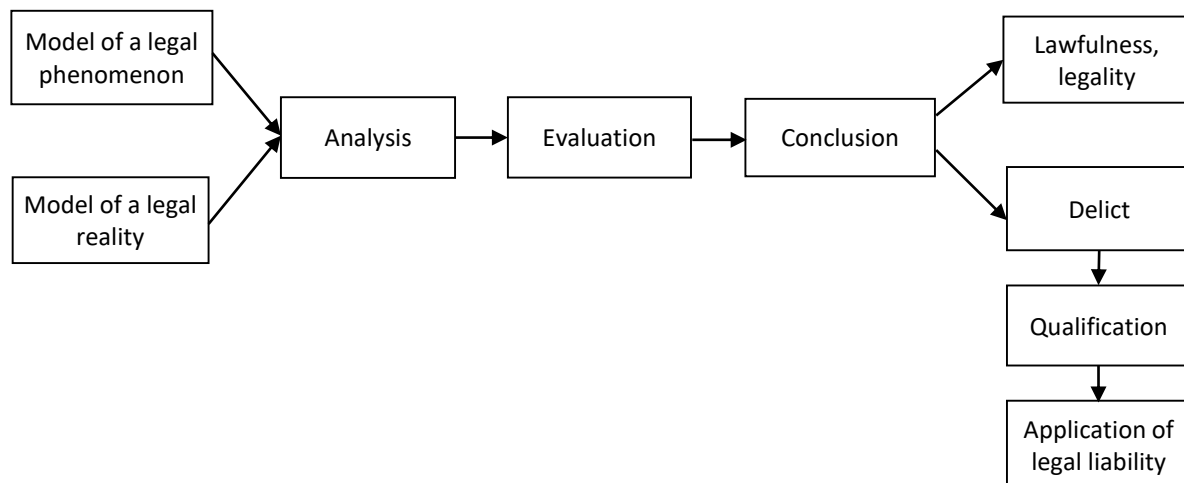 Model of a legal
phenomenon
Model of a legal
reality
Analysis
Evaluation
Conclusion
Lawfulness,
legality
Delict
Qualification
Application of
legal liability